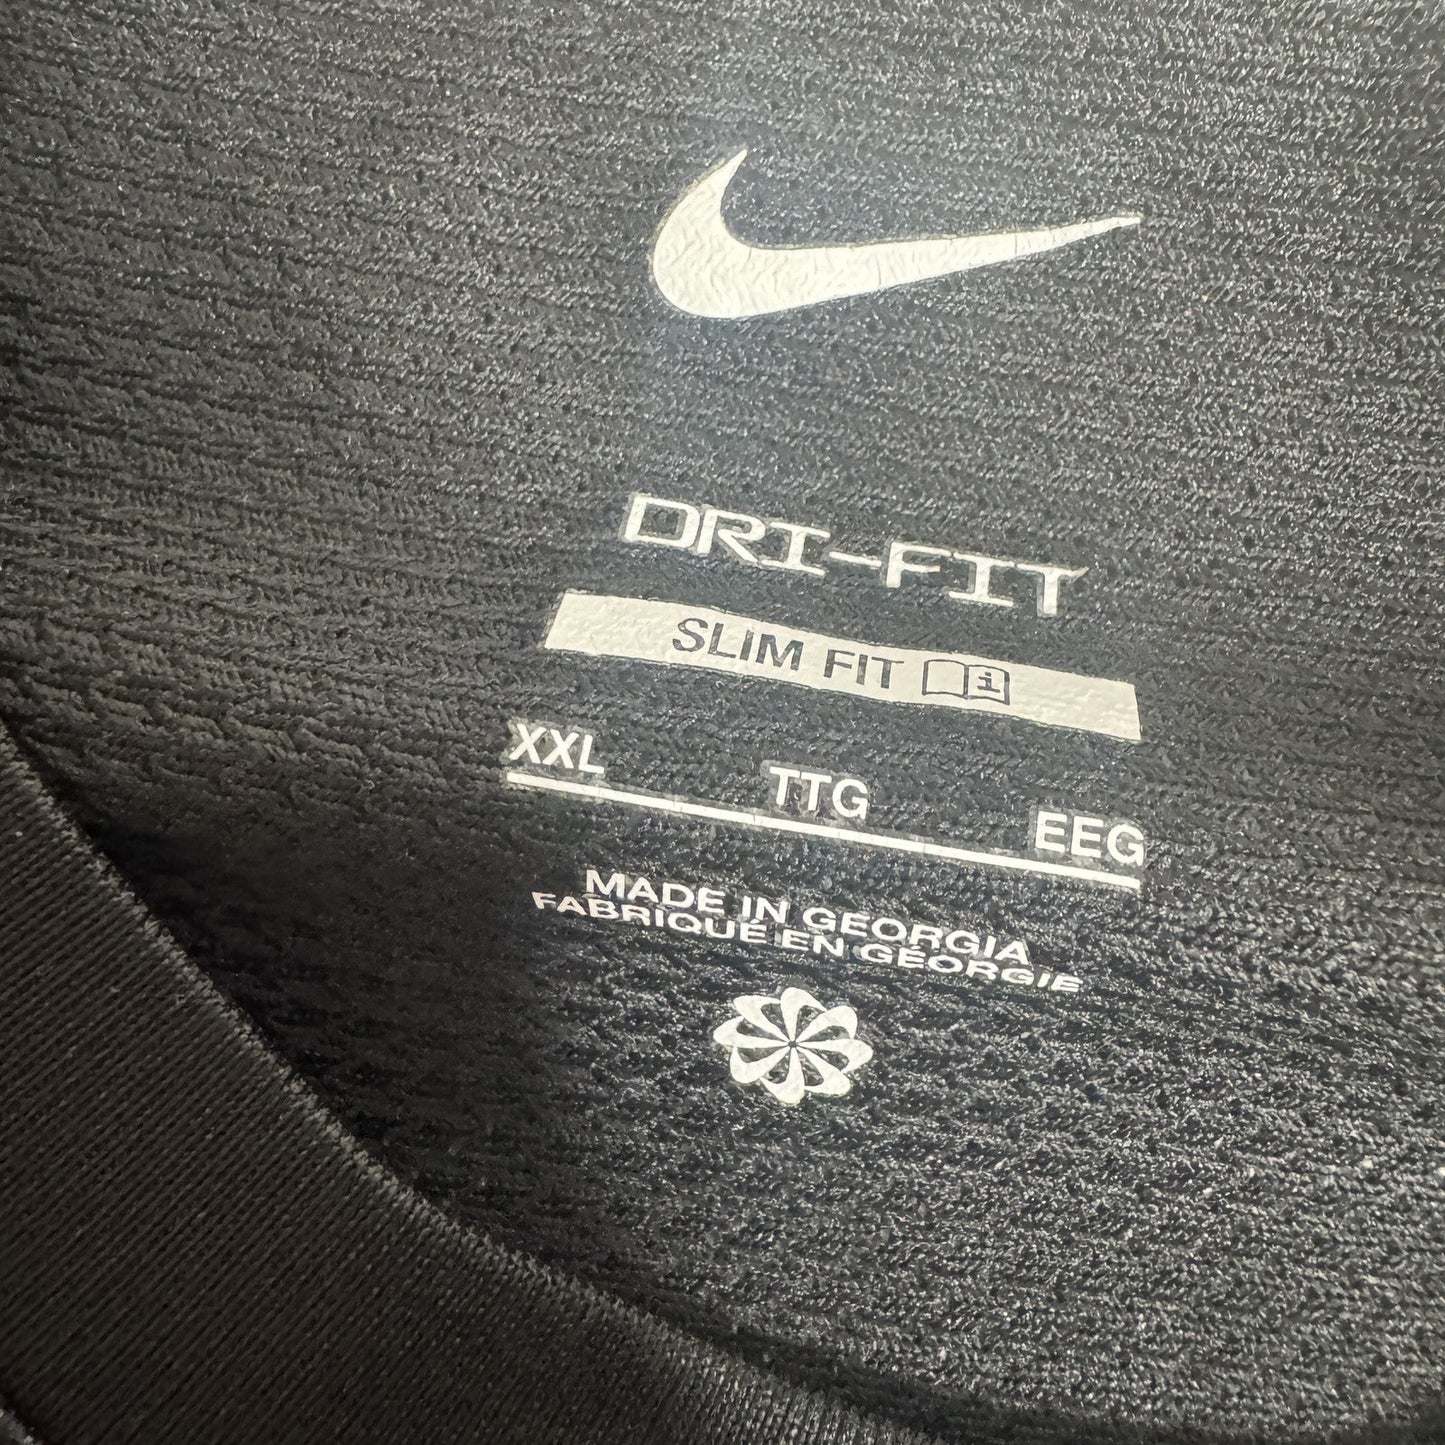 DRI-FIT
SLIM FIT i
XXL TTG EEG
MADE IN GEORGIA
FABRIQUÉ EN GÉORGIE